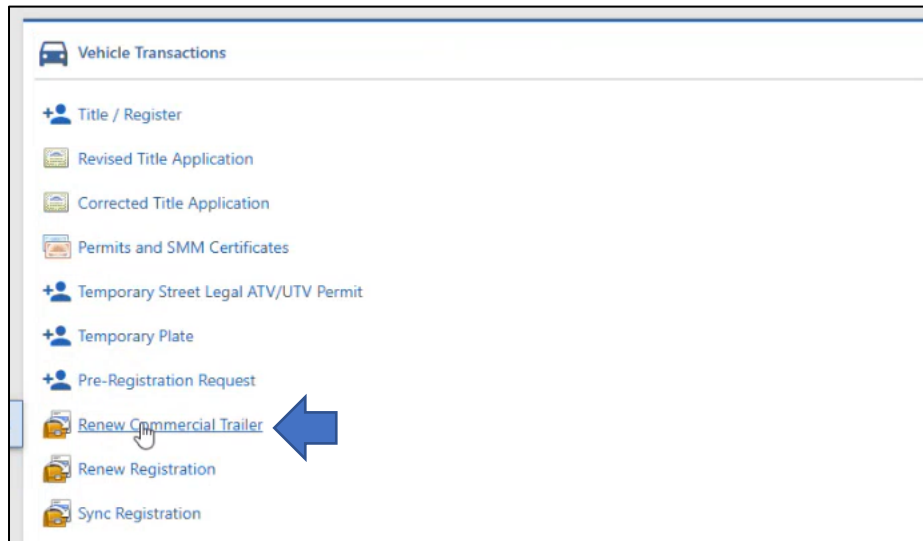 Vehicle Transactions
Title / Register
Revised Title Application
Corrected Title Application
Permits and SMM Certificates
Temporary Street Legal ATV/UTV Permit
Temporary Plate
Pre-Registration Request
Renew Commercial Trailer
Renew Registration
Sync Registration